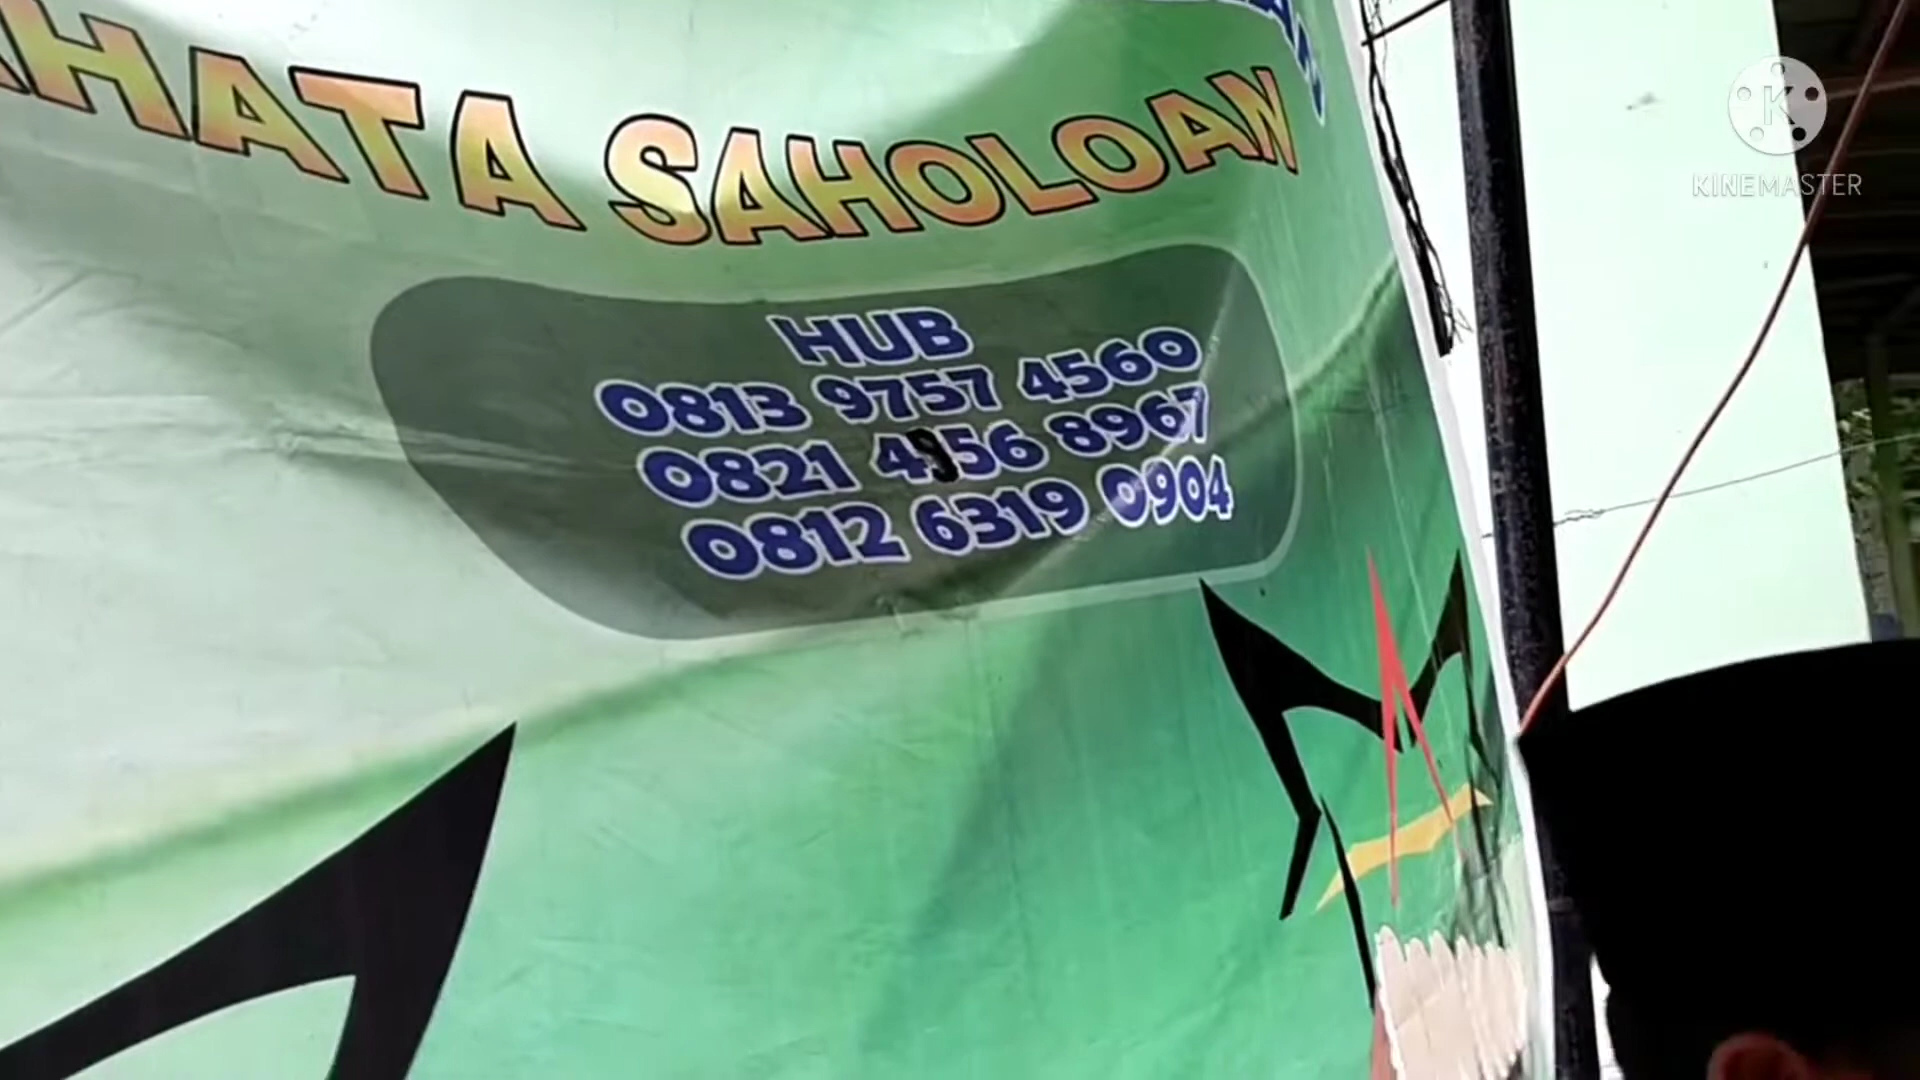 HATA SAHOLOAN
HUB
0813 9757 4560
0821 4956 8967
0812 6319 0904
KINEMASTER